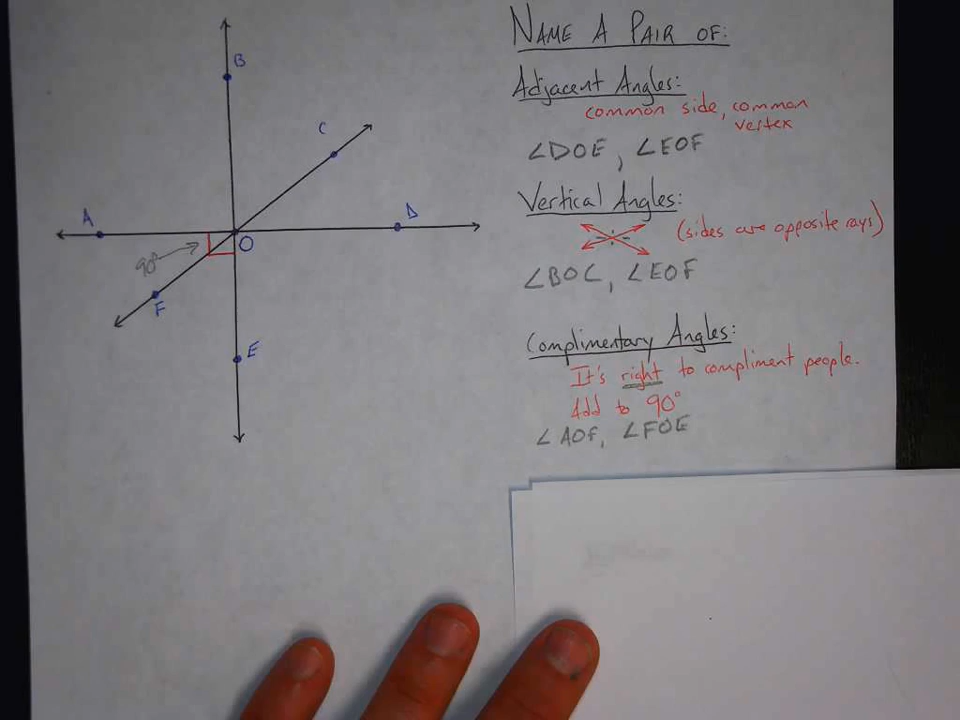 NAME A PAIR OF:
Adjacent Angles:
common side, common
vertex
∠DOE, ∠EOF
Vertical Angles:
(sides are opposite rays)
∠BOC, ∠EOF
Complimentary Angles:
It's right to compliment people.
Add to 90°
∠AOF, ∠FOE
B
C
A
D
O
90°
F
E